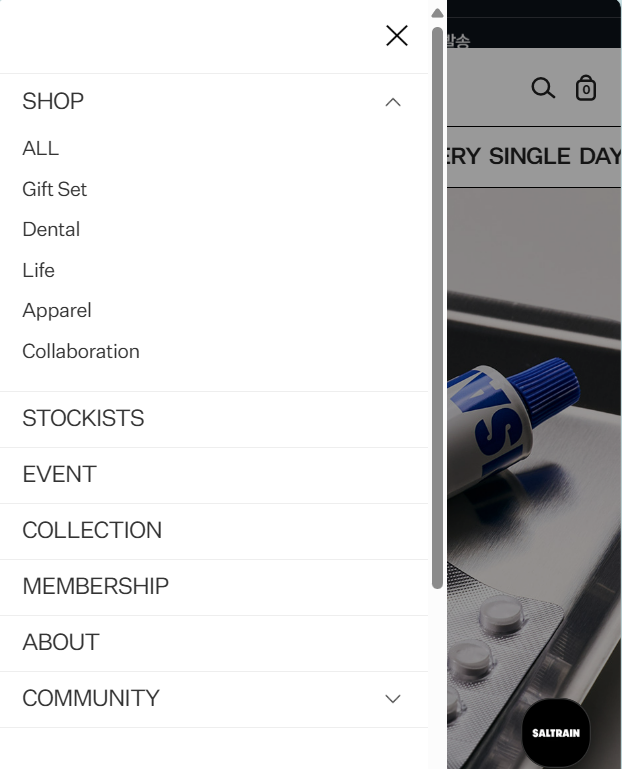 발송
SHOP
0
ALL
ERY SINGLE DAY
Gift Set
Dental
Life
Apparel
Collaboration
STOCKISTS
EVENT
COLLECTION
MEMBERSHIP
ABOUT
COMMUNITY
SALTRAIN